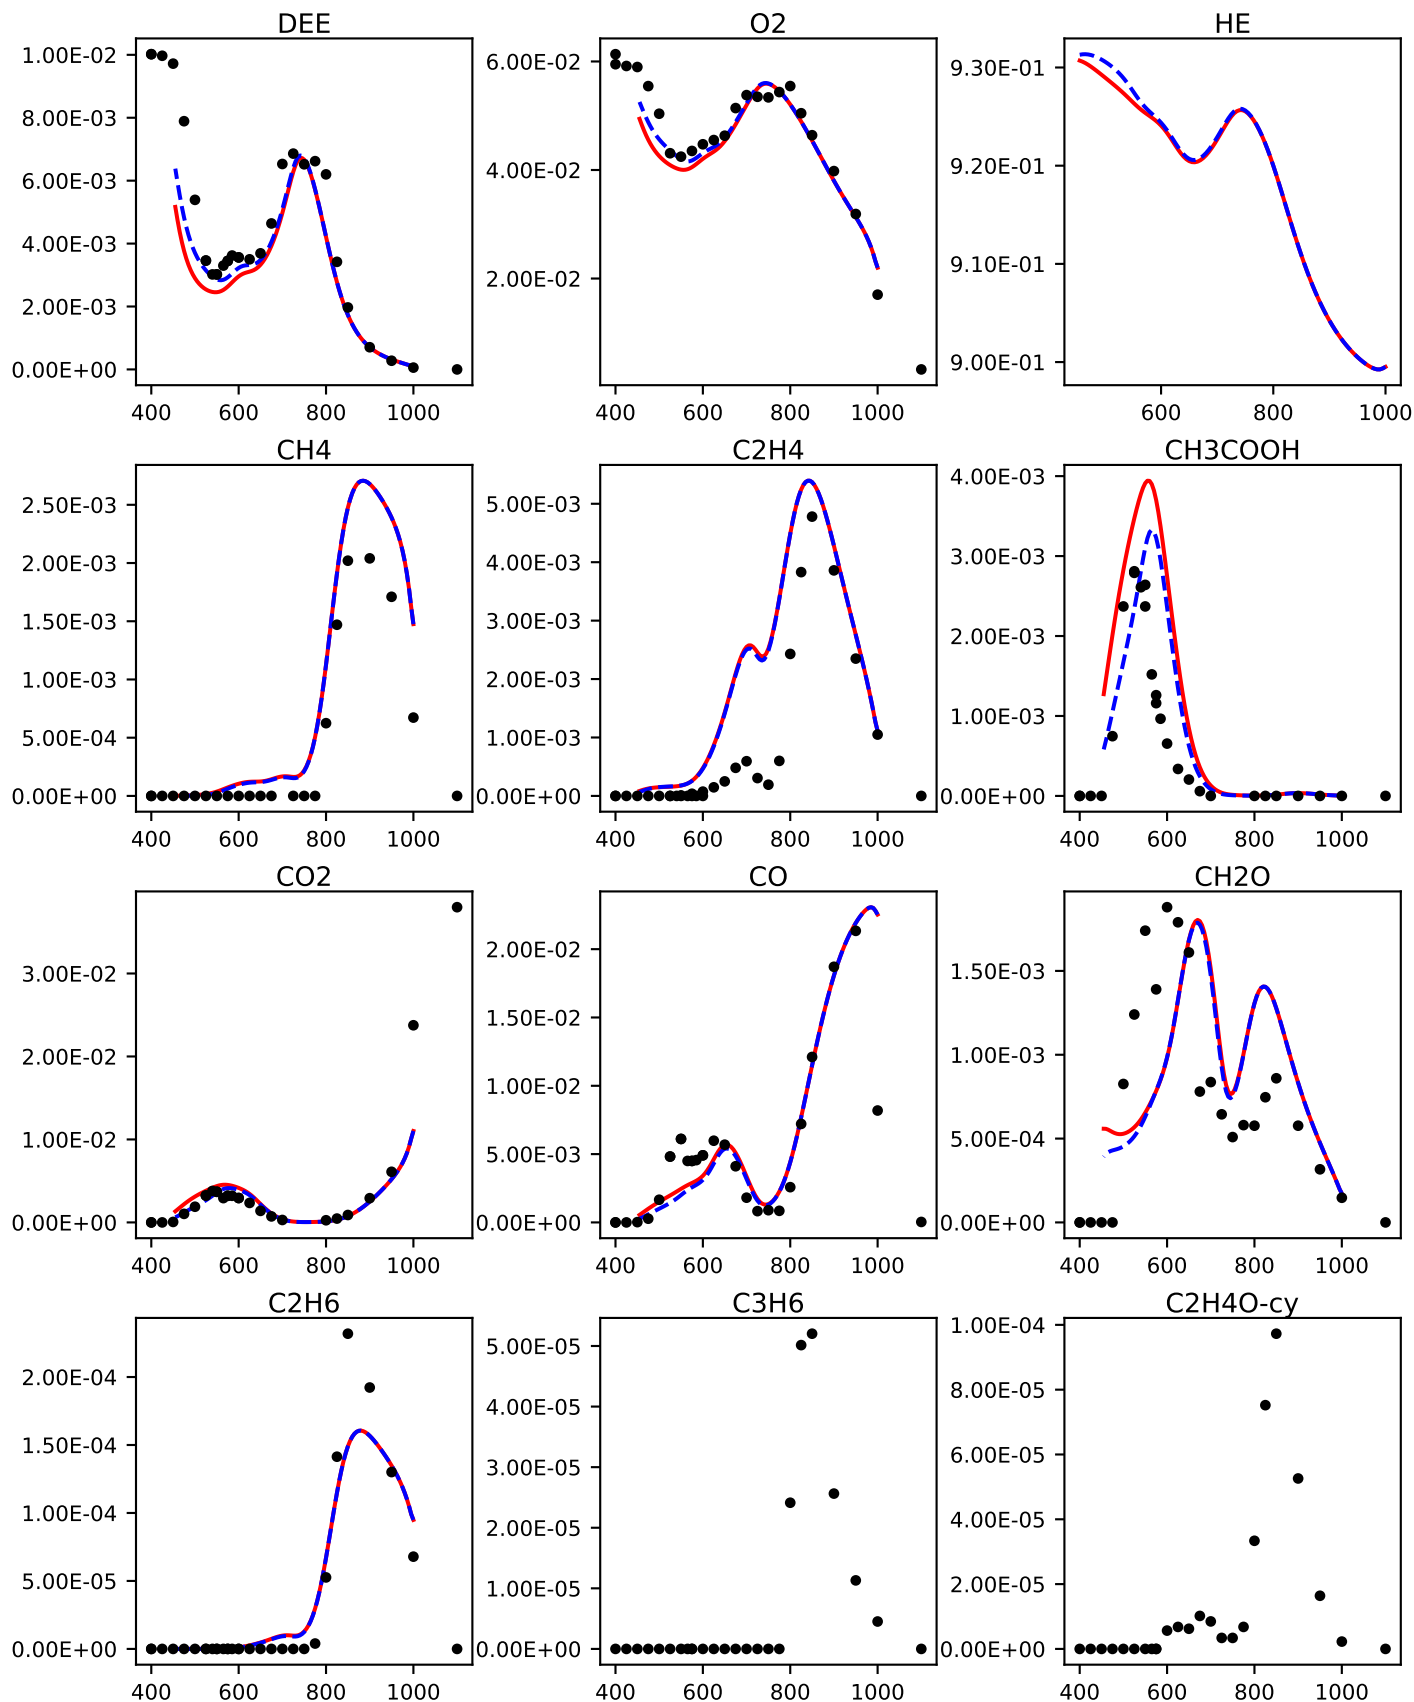 DEE O2 HE
1.00E-02 6.00E-02 9.30E-01
8.00E-03
6.00E-03 4.00E-02 9.20E-01
4.00E-03 2.00E-02 9.10E-01
2.00E-03
0.00E+00 9.00E-01
400 600 800 1000 400 600 800 1000 600 800 1000
CH4 C2H4 CH3COOH
2.50E-03 5.00E-03 4.00E-03
2.00E-03 4.00E-03 3.00E-03
1.50E-03 3.00E-03 2.00E-03
1.00E-03 2.00E-03
5.00E-04 1.00E-03 1.00E-03
0.00E+00 0.00E+00 0.00E+00
400 600 800 1000 400 600 800 1000 400 600 800 1000
CO2 CO CH2O
3.00E-02 2.00E-02 1.50E-03
2.00E-02 1.50E-02 1.00E-03
1.00E-02 1.00E-02 5.00E-04
5.00E-03
0.00E+00 0.00E+00 0.00E+00
400 600 800 1000 400 600 800 1000 400 600 800 1000
C2H6 C3H6 C2H4O-cy
2.00E-04 5.00E-05 1.00E-04
1.50E-04 4.00E-05 8.00E-05
3.00E-05 6.00E-05
1.00E-04 2.00E-05 4.00E-05
5.00E-05 1.00E-05 2.00E-05
0.00E+00 0.00E+00 0.00E+00
400 600 800 1000 400 600 800 1000 400 600 800 1000